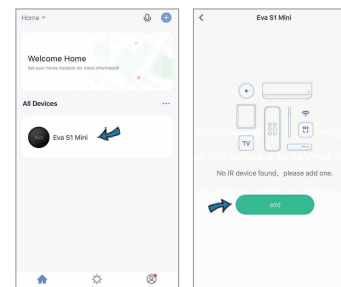 Home
Welcome Home
Set your home location for more information
All Devices
Eva S1 Mini
Eva S1 Mini
TV
No IR device found, please add one.
add